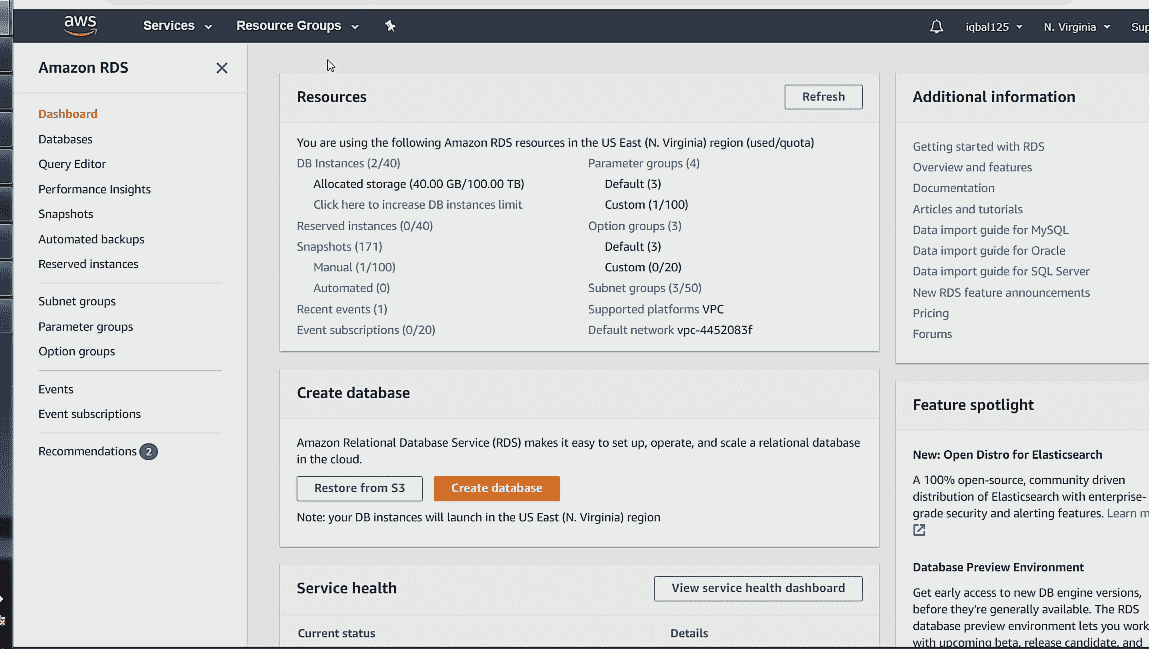 aws
Services
Resource Groups
iqbal125
N. Virginia
Sup
Amazon RDS
Dashboard
Databases
Query Editor
Performance Insights
Snapshots
Automated backups
Reserved instances
Subnet groups
Parameter groups
Option groups
Events
Event subscriptions
Recommendations 2
Resources
Refresh
You are using the following Amazon RDS resources in the US East (N. Virginia) region (used/quota)
DB Instances (2/40)
Allocated storage (40.00 GB/100.00 TB)
Click here to increase DB instances limit
Reserved instances (0/40)
Snapshots (171)
Manual (1/100)
Automated (0)
Recent events (1)
Event subscriptions (0/20)
Parameter groups (4)
Default (3)
Custom (1/100)
Option groups (3)
Default (3)
Custom (0/20)
Subnet groups (3/50)
Supported platforms VPC
Default network vpc-4452083f
Create database
Amazon Relational Database Service (RDS) makes it easy to set up, operate, and scale a relational database
in the cloud.
Restore from S3
Create database
Note: your DB instances will launch in the US East (N. Virginia) region
Service health
View service health dashboard
Current status
Details
Additional information
Getting started with RDS
Overview and features
Documentation
Articles and tutorials
Data import guide for MySQL
Data import guide for Oracle
Data import guide for SQL Server
New RDS feature announcements
Pricing
Forums
Feature spotlight
New: Open Distro for Elasticsearch
A 100% open-source, community driven
distribution of Elasticsearch with enterprise-
grade security and alerting features. Learn m
Database Preview Environment
Get early access to new DB engine versions,
before they're generally available. The RDS
database preview environment lets you work
with upcoming beta, release candidate, and